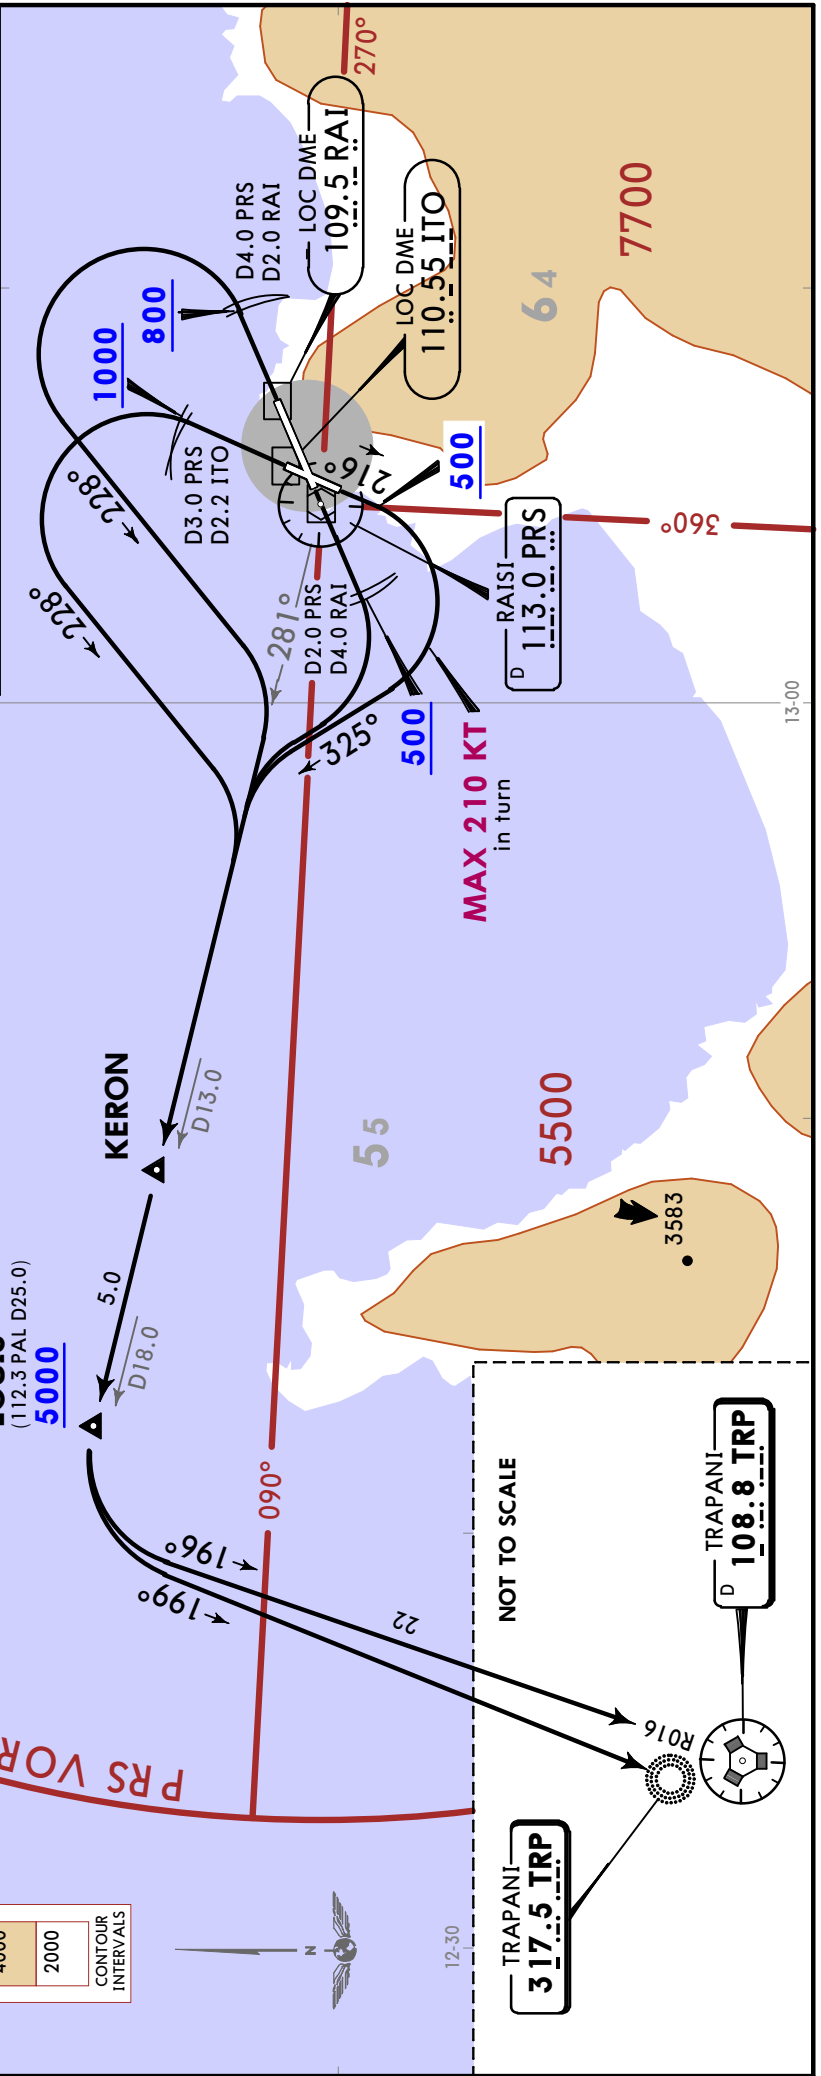 270°
LOC DME
109.5 RAI
D4.0 PRS
D2.0 RAI
LOC DME
110.55 ITO
7700
64
800
1000
D3.0 PRS
D2.2 ITO
216°
500
360°
228°
228°
281°
D2.0 PRS
D4.0 RAI
RAISI
D
113.0 PRS
325°
500
MAX 210 KT
in turn
13-00
KERON
D13.0
55
5500
3583
5.0
D18.0
(112.3 PAL D25.0)
5000
090°
196°
199°
22
NOT TO SCALE
TRAPANI
D
108.8 TRP
R016
PRS VOR
TRAPANI
317.5 TRP
12-30
N
2000
CONTOUR
INTERVALS